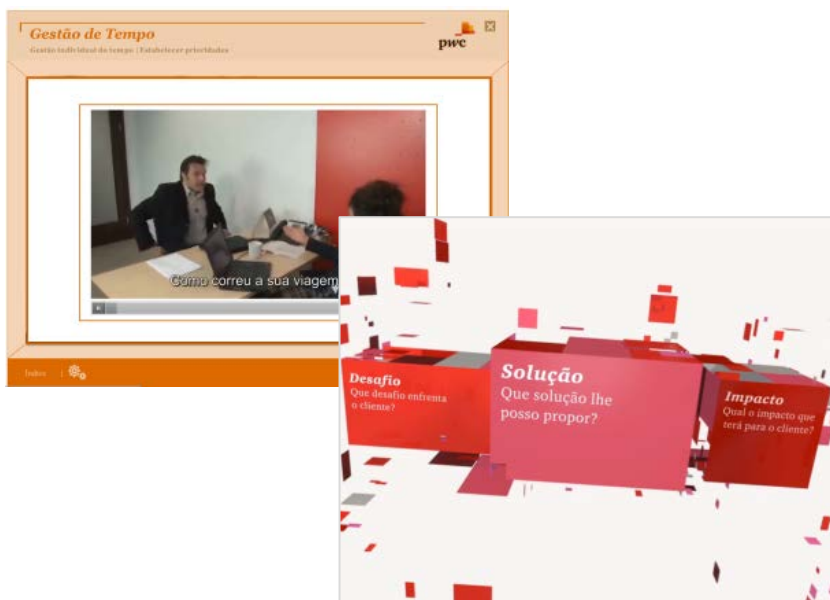 Gestão de Tempo
Gestão individual do tempo | Estabelecer prioridades
pwc
Como correu a sua viagem
Índice |
Desafio
Que desafio enfrenta
o cliente?
Solução
Que solução lhe
posso propor?
Impacto
Qual o impacto que
terá para o cliente?